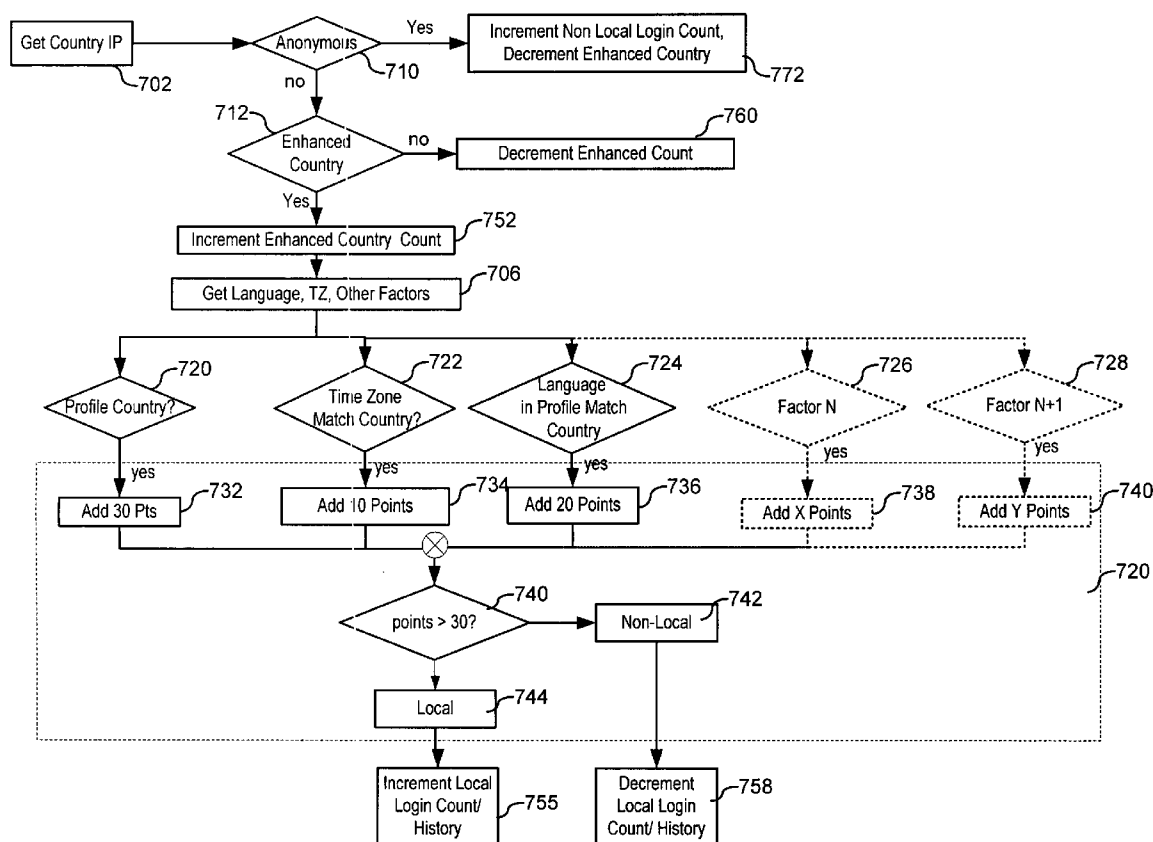 Get Country IP
702
Anonymous
710
Yes
Increment Non Local Login Count,
Decrement Enhanced Country
772
no
712
Enhanced
Country
no
760
Decrement Enhanced Count
Yes
752
Increment Enhanced Country Count
706
Get Language, TZ, Other Factors
720
Profile Country?
722
Time Zone
Match Country?
724
Language
in Profile Match
Country
726
Factor N
728
Factor N+1
yes
yes
yes
yes
yes
732
Add 30 Pts
734
Add 10 Points
736
Add 20 Points
738
Add X Points
740
Add Y Points
720
740
points > 30?
742
Non-Local
744
Local
Increment Local
Login Count/
History
755
Decrement
Local Login
Count/ History
758